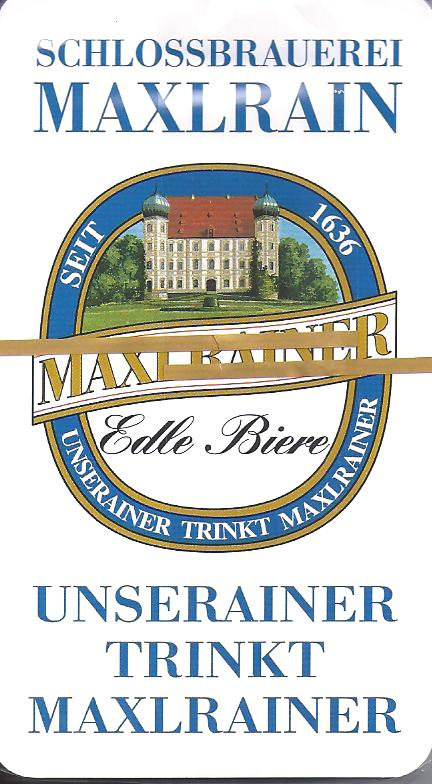 SCHLOSSBRAUEREI
MAXLRAIN
SEIT 1636
MAXLRAINER
Edle Biere
UNSERAINER TRINKT MAXLRAINER
UNSERAINER
TRINKT
MAXLRAINER